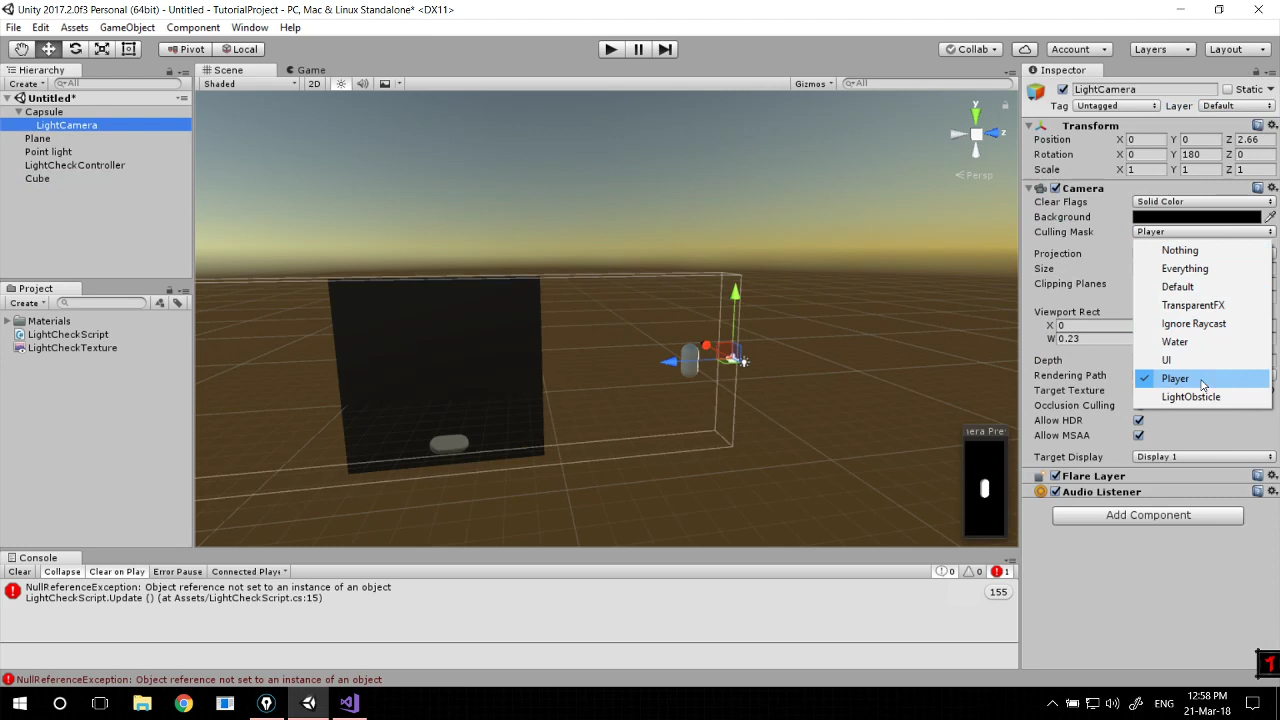 Unity 2017.2.0f3 Personal (64bit) - Untitled - TutorialProject - PC, Mac & Linux Standalone* <DX11>
File Edit Assets GameObject Component Window Help
Pivot Local Collab Account Layers Layout
Hierarchy
Create All
Untitled*
Capsule
LightCamera
Plane
Point light
LightCheckController
Cube
Project
Create
Materials
LightCheckScript
LightCheckTexture
Scene Game
Shaded 2D Gizmos All
y
z
Persp
Inspector
LightCamera Static
Tag Untagged Layer Default
Transform
Position X 0 Y 0 Z 2.66
Rotation X 0 Y 180 Z 0
Scale X 1 Y 1 Z 1
Camera
Clear Flags Solid Color
Background
Culling Mask Player
Nothing
Everything
Default
TransparentFX
Ignore Raycast
Water
UI
Player
LightObsticle
Projection
Size
Clipping Planes
Viewport Rect
X 0
W 0.23
Depth
Rendering Path
Target Texture
Occlusion Culling
Allow HDR
Allow MSAA
Target Display Display 1
Flare Layer
Audio Listener
Add Component
mera Pre
Console
Clear Collapse Clear on Play Error Pause Connected Play 0 0 1
NullReferenceException: Object reference not set to an instance of an object
LightCheckScript.Update () (at Assets/LightCheckScript.cs:15)
155
NullReferenceException: Object reference not set to an instance of an object
1
ENG
12:58 PM
21-Mar-18